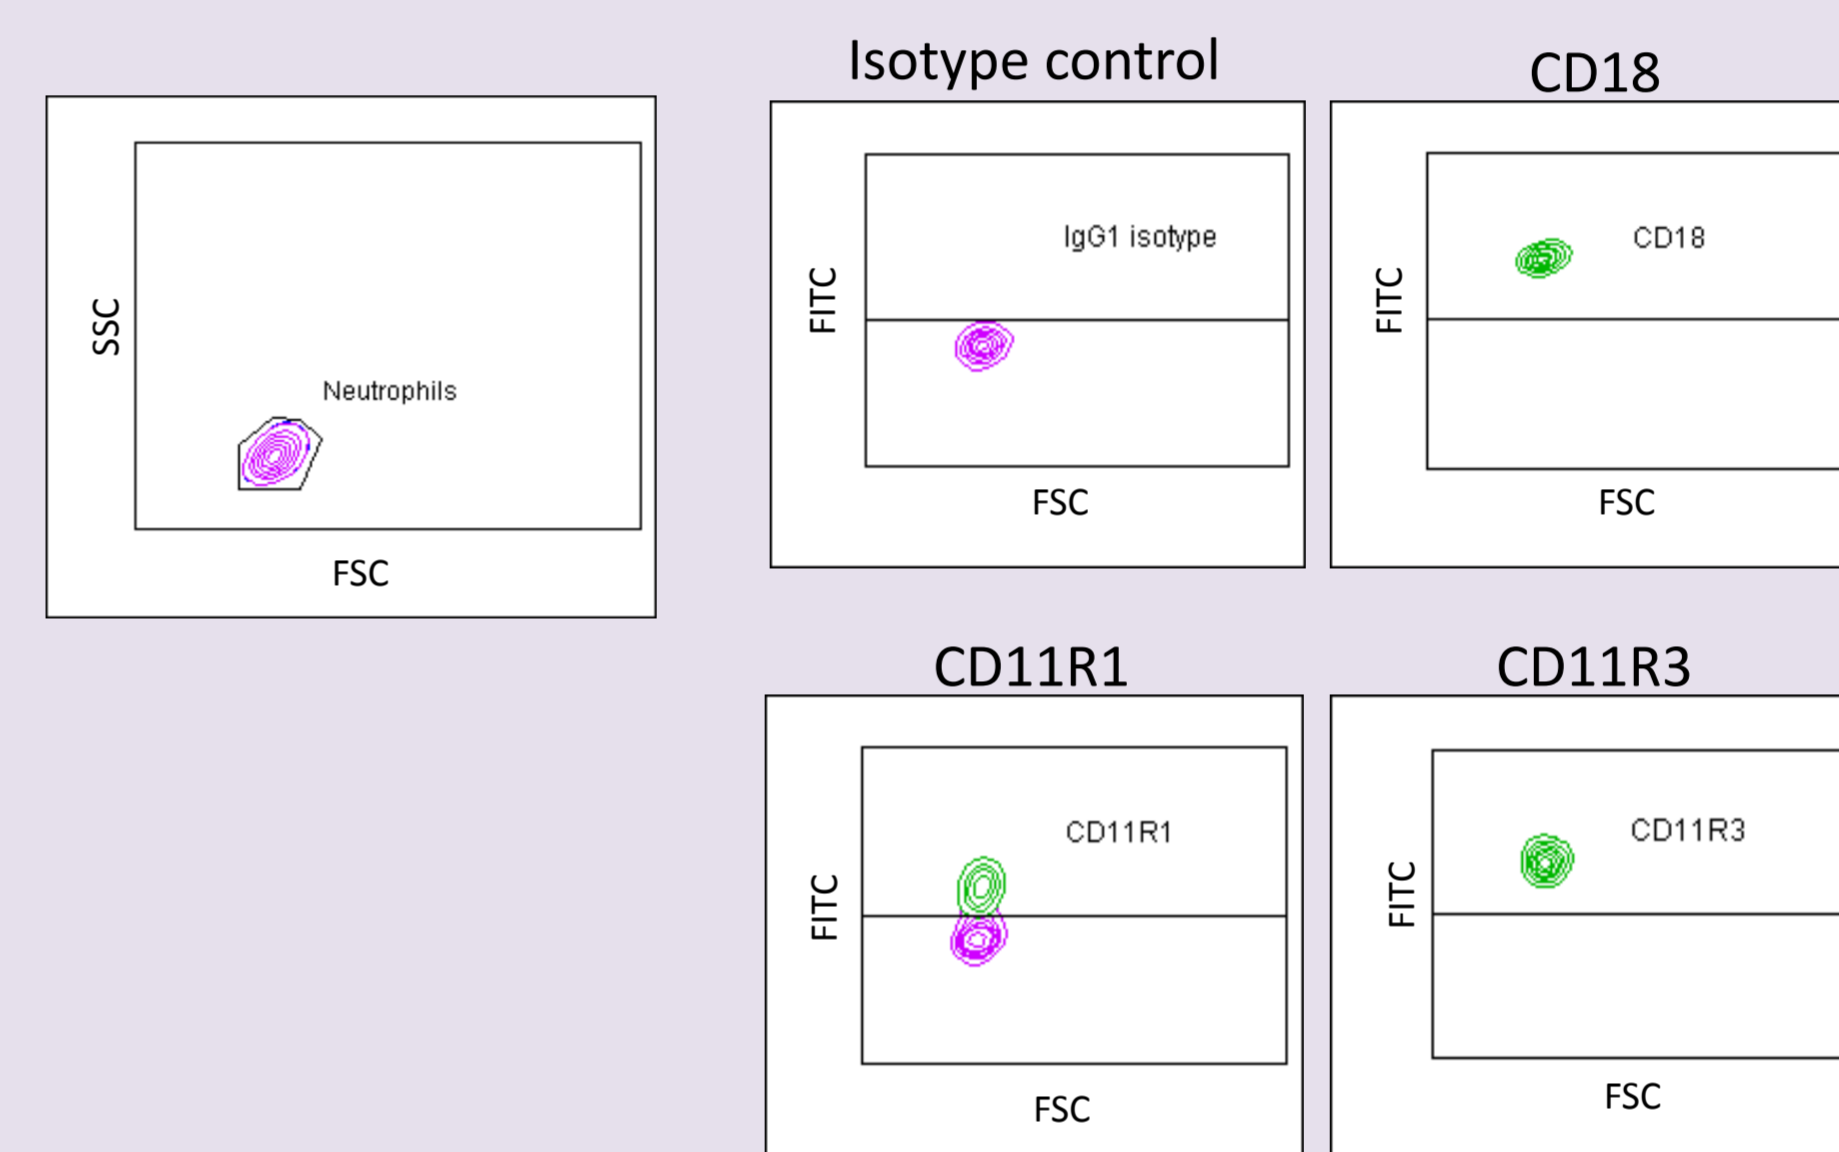 SSC
Neutrophils
FSC
Isotype control
FITC
IgG1 isotype
FSC
CD18
FITC
CD18
FSC
CD11R1
FITC
CD11R1
FSC
CD11R3
FITC
CD11R3
FSC